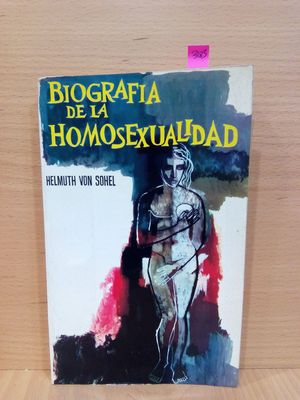 BIOGRAFIA
DE LA
HOMOSEXUALIDAD
HELMUTH VON SOHEL